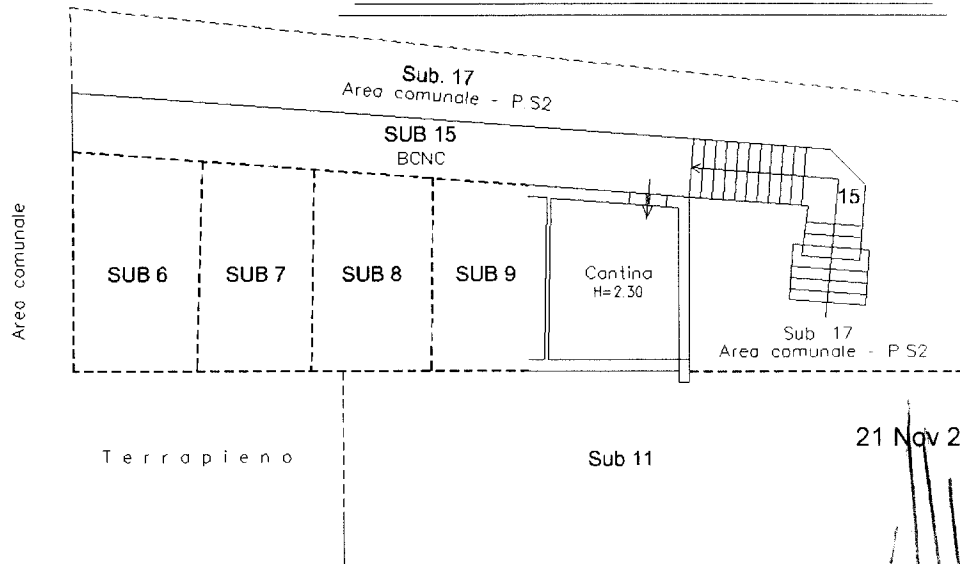 Sub. 17
Area comunale - P.S2
SUB 15
BCNC
15
Area comunale
SUB 6
SUB 7
SUB 8
SUB 9
Cantina
H=2.30
Sub 17
Area comunale - P S2
Terrapieno
Sub 11
21 Nov 2